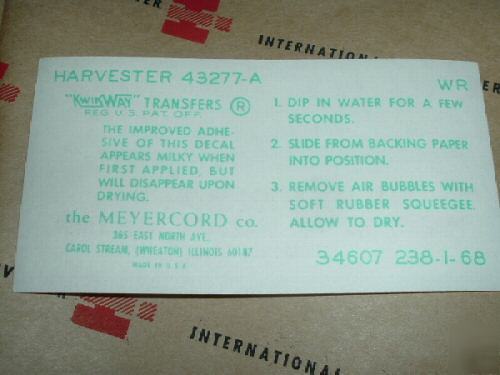 VESTER
INTERNATIONAL
HARVESTER 43277-A
WR
"KwikWay" TRANSFERS ®
REG. U.S. PAT. OFF.
THE IMPROVED ADHE-
SIVE OF THIS DECAL
APPEARS MILKY WHEN
FIRST APPLIED, BUT
WILL DISAPPEAR UPON
DRYING.
the MEYERCORD co.
365 EAST NORTH AVE.
CAROL STREAM, (WHEATON) ILLINOIS 60187
MADE IN U.S.A.
1. DIP IN WATER FOR A FEW
SECONDS.
2. SLIDE FROM BACKING PAPER
INTO POSITION.
3. REMOVE AIR BUBBLES WITH
SOFT RUBBER SQUEEGEE.
ALLOW TO DRY.
34607 238-1-68
INTERNATIONAL